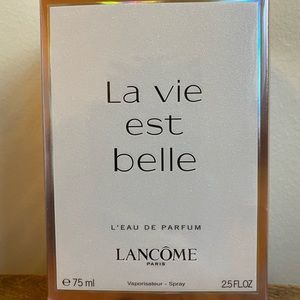 La vie
est
belle
L'EAU DE PARFUM
LANCÔME
PARIS
℮ 75 ml Vaporisateur - Spray 2.5 FL.OZ